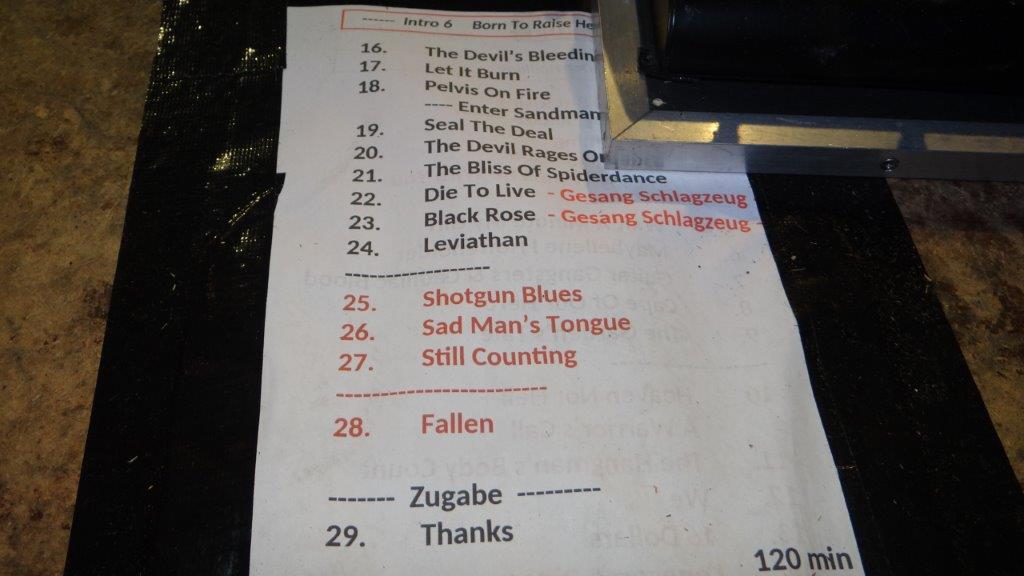 ------ Intro 6 Born To Raise He
16. The Devil's Bleedin
17. Let It Burn
18. Pelvis On Fire
---- Enter Sandman
19. Seal The Deal
20. The Devil Rages On
21. The Bliss Of Spiderdance
22. Die To Live - Gesang Schlagzeug
23. Black Rose - Gesang Schlagzeug -
24. Leviathan
--------------------
25. Shotgun Blues
26. Sad Man's Tongue
27. Still Counting
------------------------
28. Fallen
------- Zugabe ---------
29. Thanks
120 min